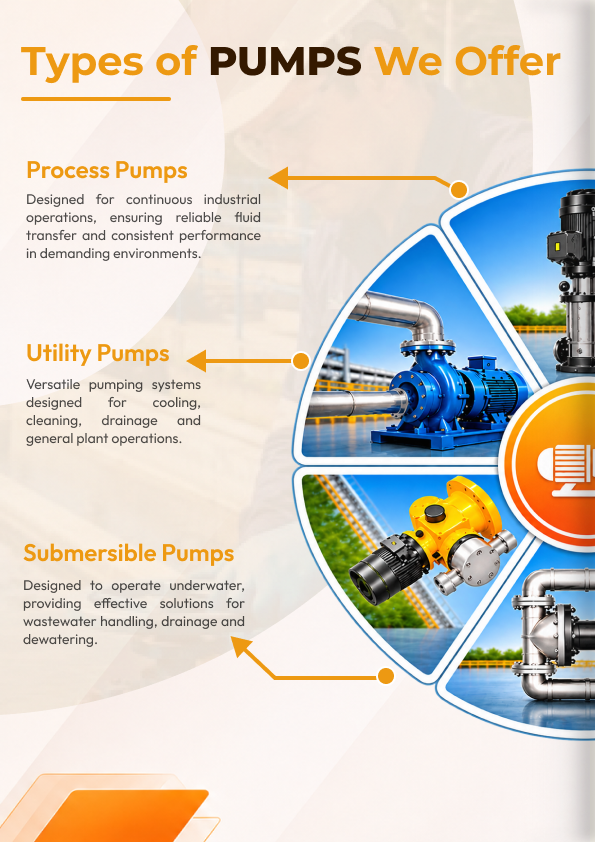 Types of PUMPS We Offer
Process Pumps
Designed for continuous industrial
operations, ensuring reliable fluid
transfer and consistent performance
in demanding environments.
Utility Pumps
Versatile pumping systems
designed for cooling,
cleaning, drainage and
general plant operations.
Submersible Pumps
Designed to operate underwater,
providing effective solutions for
wastewater handling, drainage and
dewatering.